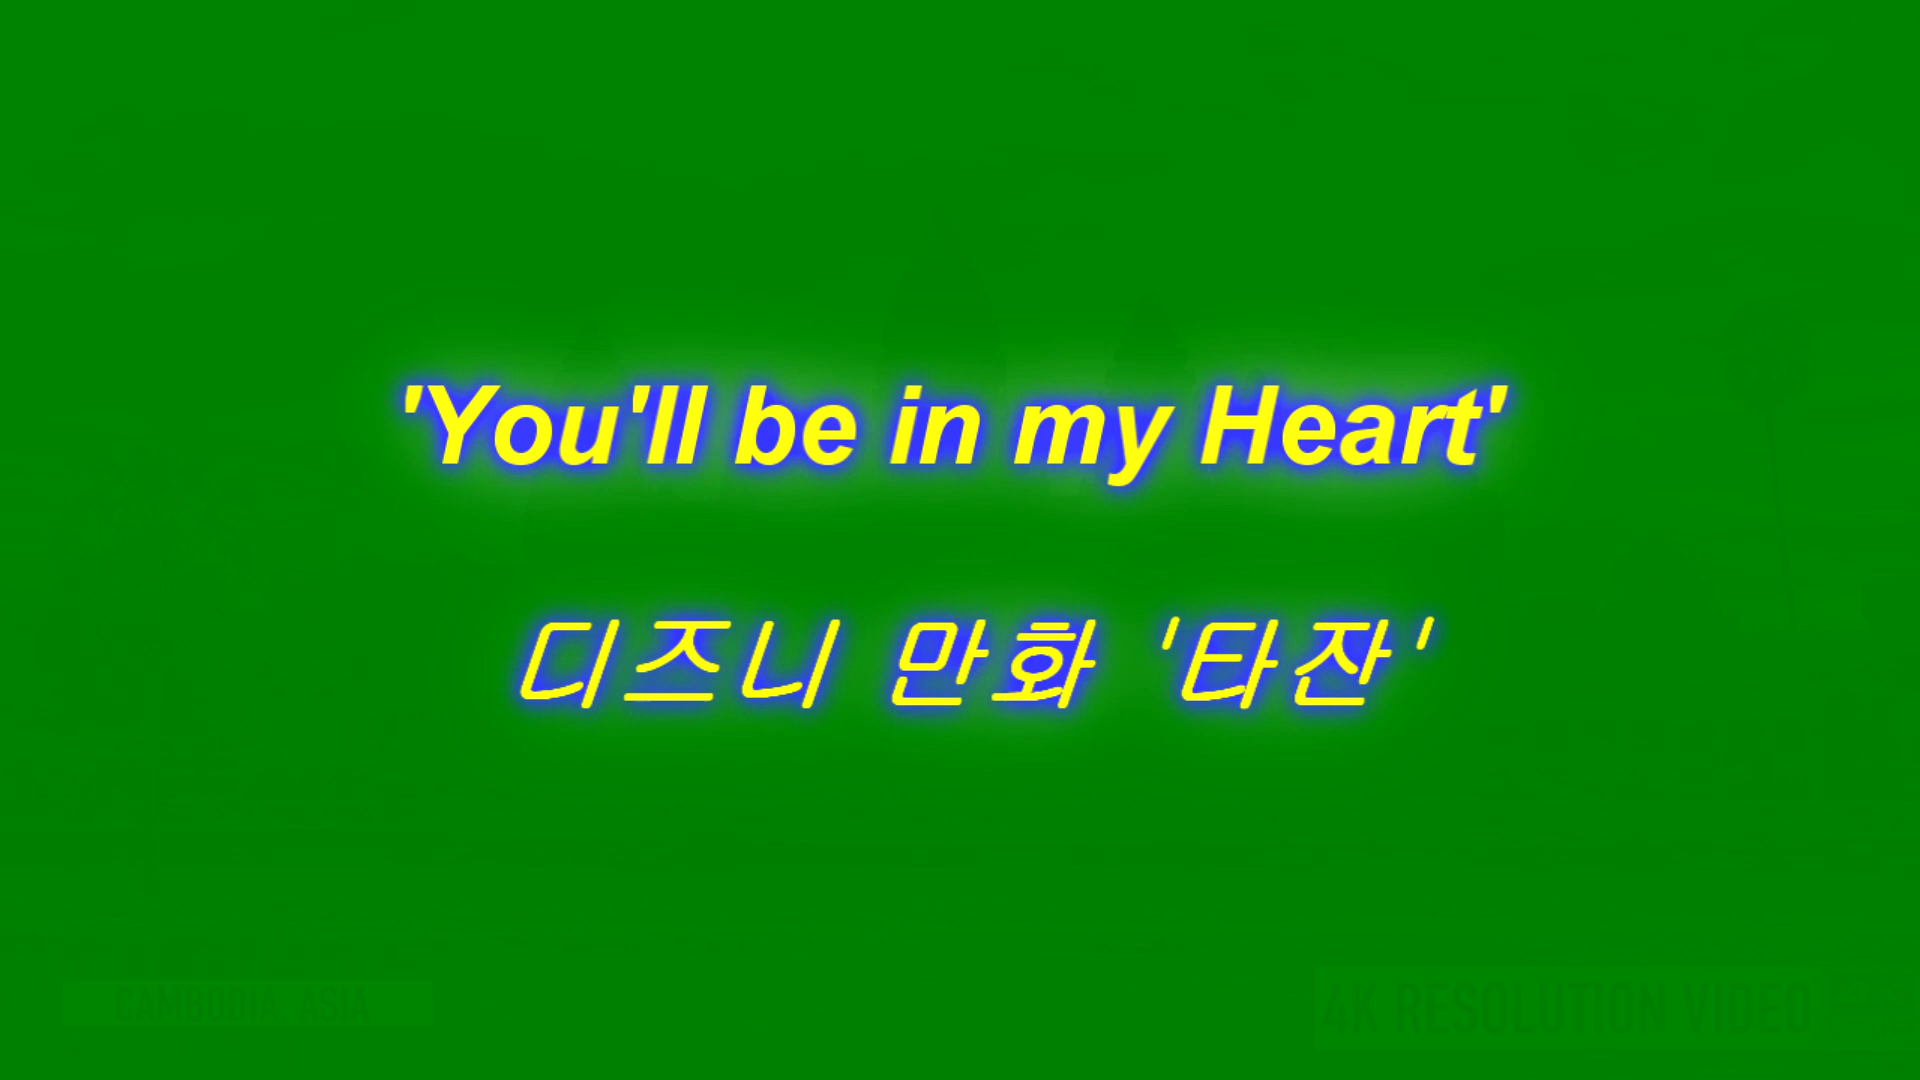 'You'll be in my Heart'
디즈니 만화 '타잔'
CAMBODIA, ASIA
4K RESOLUTION VIDEO